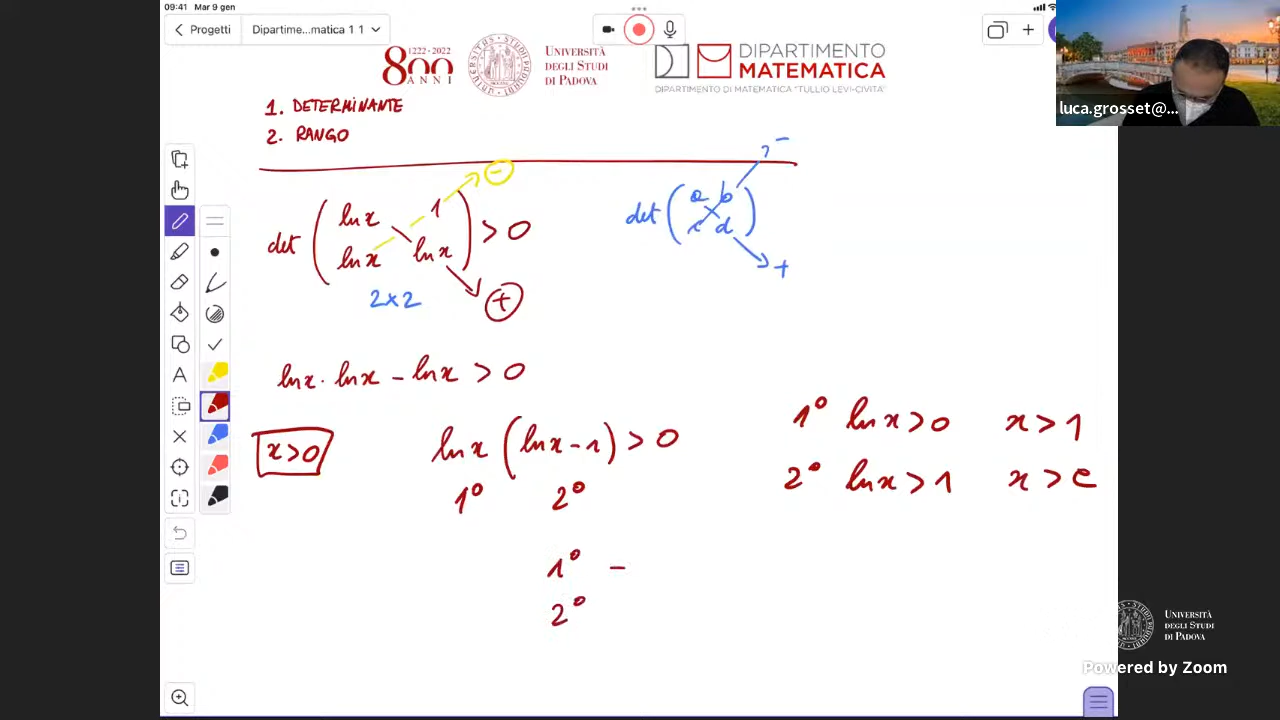 09:41 Mar 9 gen
Progetti
Dipartime...matica 1 1
800
1222-2022
ANNI
UNIVERSITÀ
DEGLI STUDI
DI PADOVA
DIPARTIMENTO
MATEMATICA
DIPARTIMENTO DI MATEMATICA "TULLIO LEVI-CIVITA"
luca.grosset@...
1. DETERMINANTE
2. RANGO
det ( ln x 1
ln x ln x ) > 0
−
+
2×2
det ( a b
c d )
−
+
ln x · ln x − ln x > 0
x > 0
ln x ( ln x − 1 ) > 0
1° 2°
1° ln x > 0 x > 1
2° ln x > 1 x > e
1° −
2°
A
UNIVERSITÀ
DEGLI STUDI
DI PADOVA
Powered by Zoom